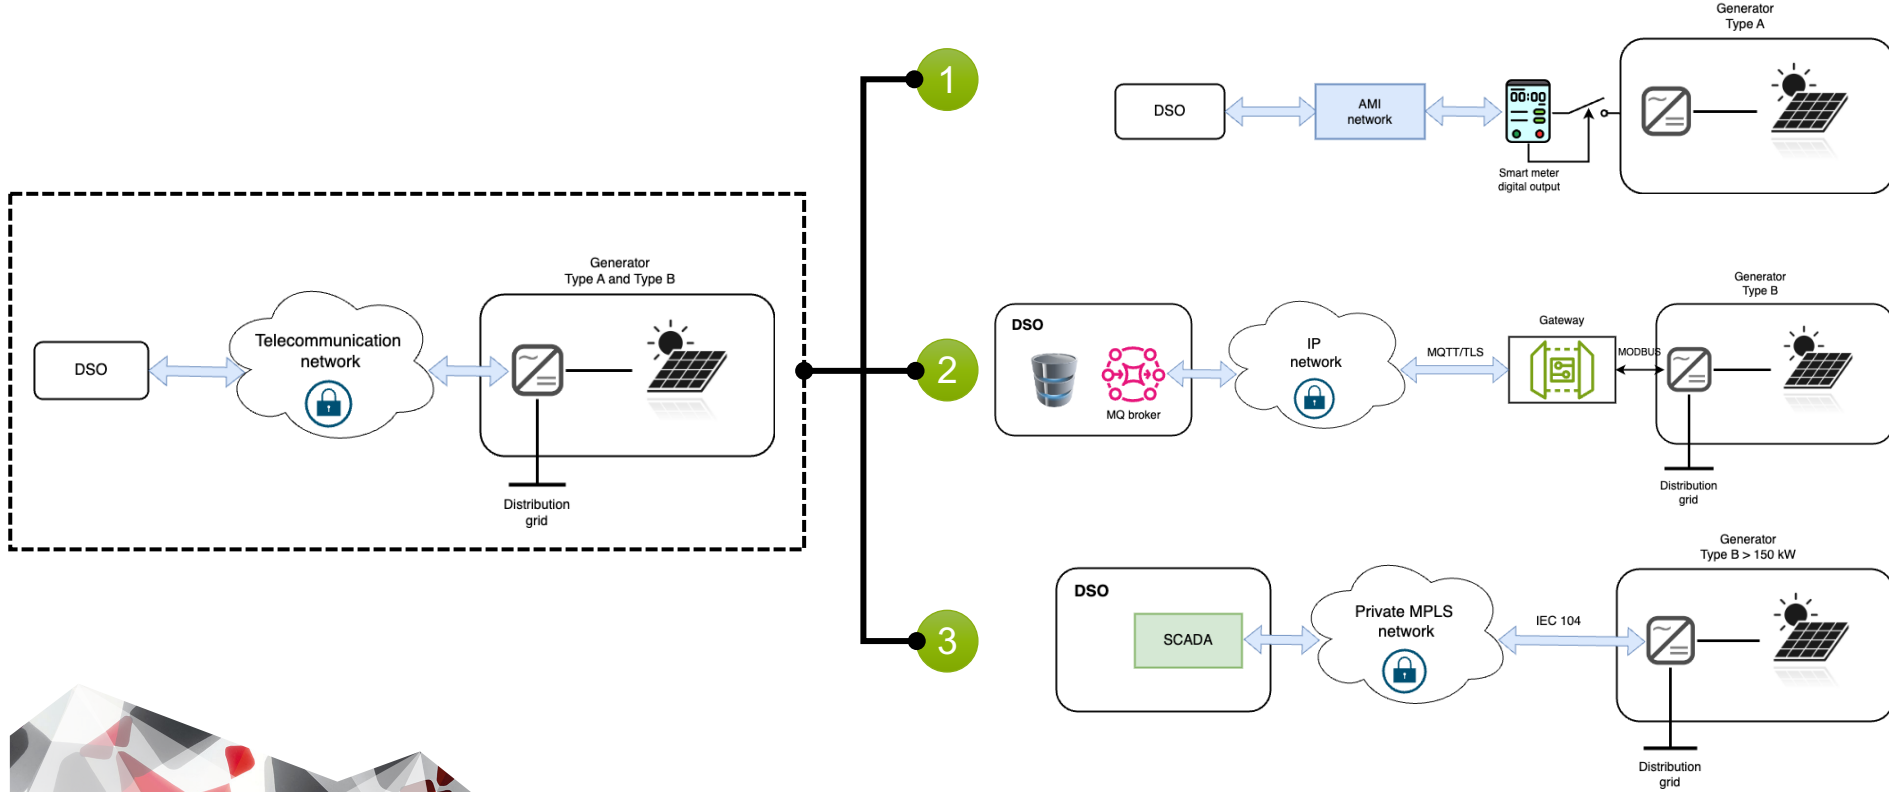 Generator
Type A and Type B
DSO
Telecommunication
network
Distribution
grid
1
Generator
Type A
DSO
AMI
network
00:00
Smart meter
digital output
2
Generator
Type B
DSO
MQ broker
IP
network
MQTT/TLS
Gateway
MODBUS
Distribution
grid
3
Generator
Type B > 150 kW
DSO
SCADA
Private MPLS
network
IEC 104
Distribution
grid